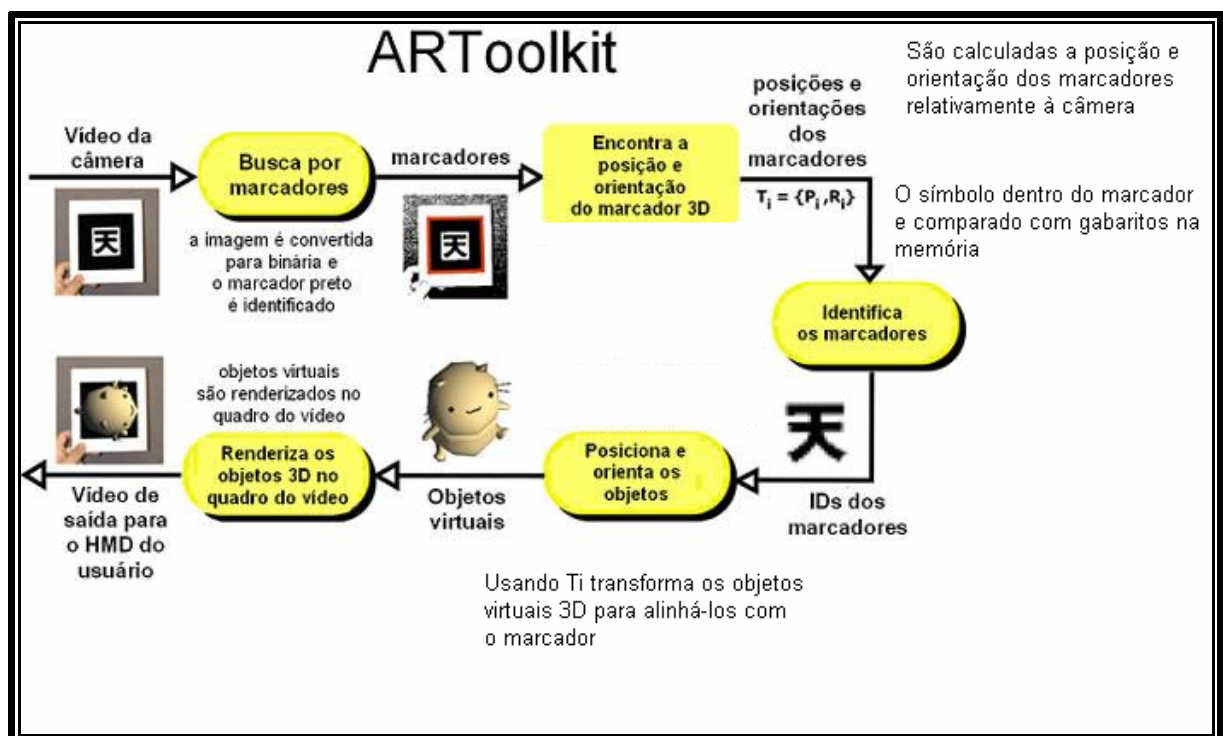 ARToolkit
São calculadas a posição e
orientação dos marcadores
relativamente à câmera
Vídeo da
câmera
Busca por
marcadores
a imagem é convertida
para binária e
o marcador preto
é identificado
marcadores
Encontra a
posição e
orientação
do marcador 3D
posições e
orientações
dos
marcadores
Ti = {Pi,Ri}
O símbolo dentro do marcador
e comparado com gabaritos na
memória
天
天
Identifica
os marcadores
天
IDs dos
marcadores
Posiciona e
orienta os
objetos
Usando Ti transforma os objetos
virtuais 3D para alinhá-los com
o marcador
Objetos
virtuais
objetos virtuais
são renderizados no
quadro do vídeo
Renderiza os
objetos 3D no
quadro do vídeo
Vídeo de
saída para
o HMD do
usuário